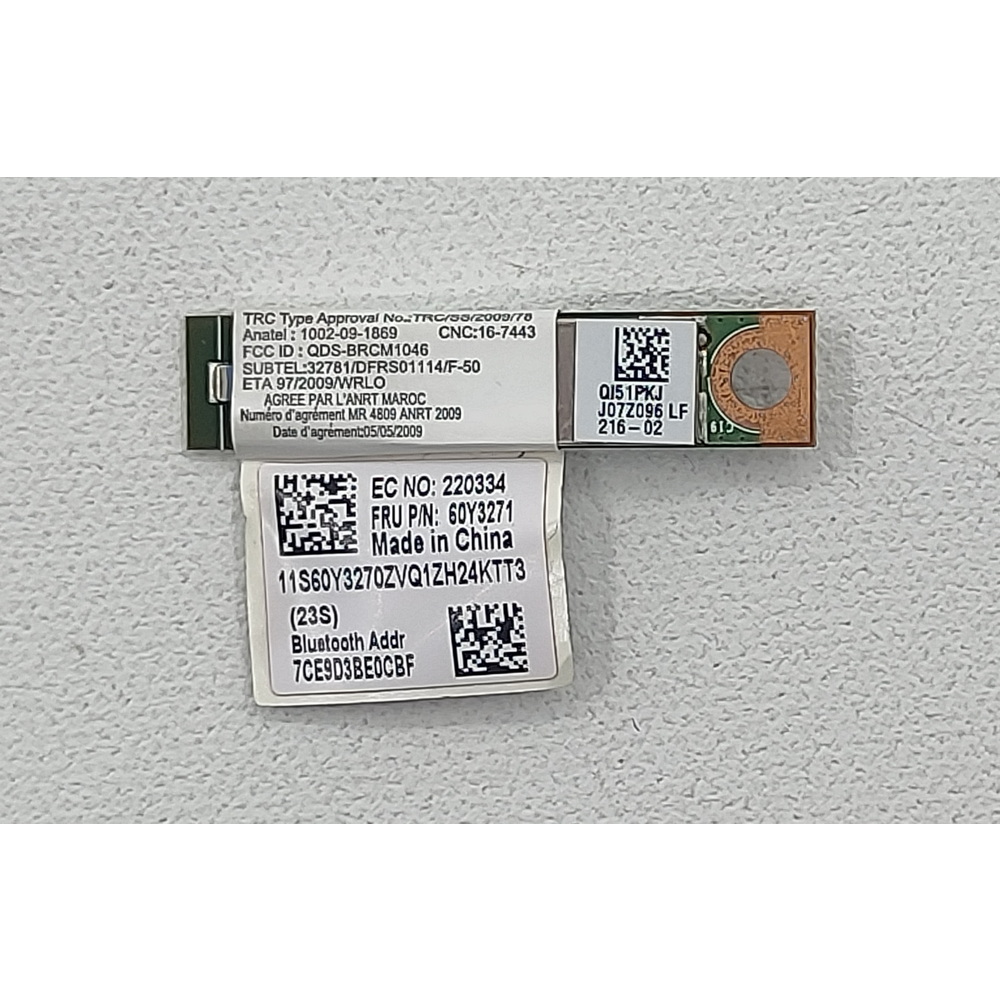 TRC Type Approval No.:TRC/SS/2009/78
Anatel : 1002-09-1869 CNC:16-7443
FCC ID : QDS-BRCM1046
SUBTEL:32781/DFRS01114/F-50
ETA 97/2009/WRLO
AGREE PAR L'ANRT MAROC
Numéro d'agrément MR 4809 ANRT 2009
Date d'agrément:05/05/2009
QI51PKJ
J07Z096 LF
216-02
C19
EC NO: 220334
FRU P/N: 60Y3271
Made in China
11S60Y3270ZVQ1ZH24KTT3
(23S)
Bluetooth Addr
7CE9D3BE0CBF